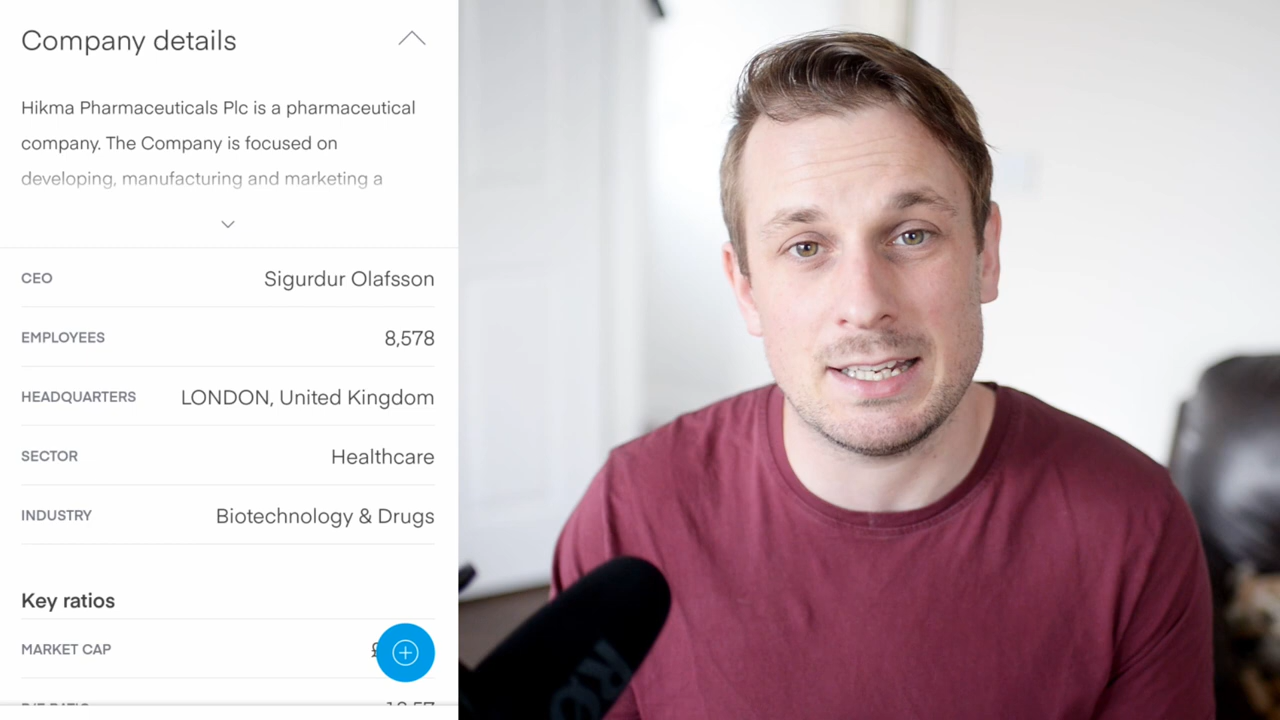 Company details
Hikma Pharmaceuticals Plc is a pharmaceutical
company. The Company is focused on
developing, manufacturing and marketing a
CEO Sigurdur Olafsson
EMPLOYEES 8,578
HEADQUARTERS LONDON, United Kingdom
SECTOR Healthcare
INDUSTRY Biotechnology & Drugs
Key ratios
MARKET CAP